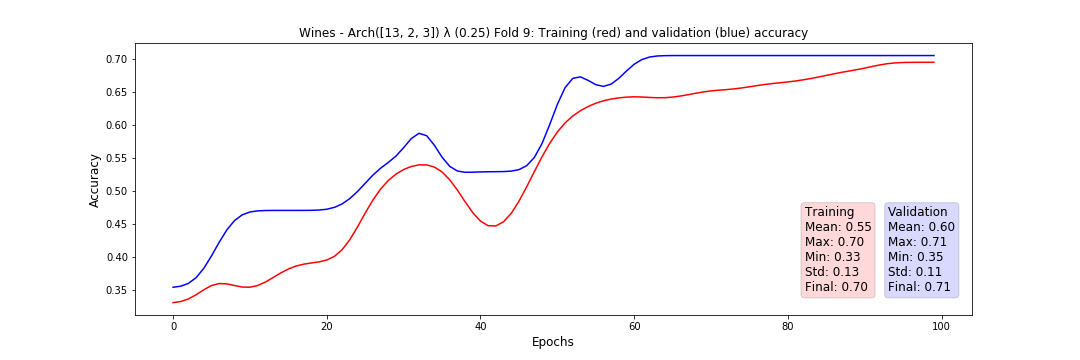 Wines - Arch([13, 2, 3]) λ (0.25) Fold 9: Training (red) and validation (blue) accuracy
Accuracy
0.70
0.65
0.60
0.55
0.50
0.45
0.40
0.35
Training
Mean: 0.55
Max: 0.70
Min: 0.33
Std: 0.13
Final: 0.70
Validation
Mean: 0.60
Max: 0.71
Min: 0.35
Std: 0.11
Final: 0.71
0
20
40
60
80
100
Epochs